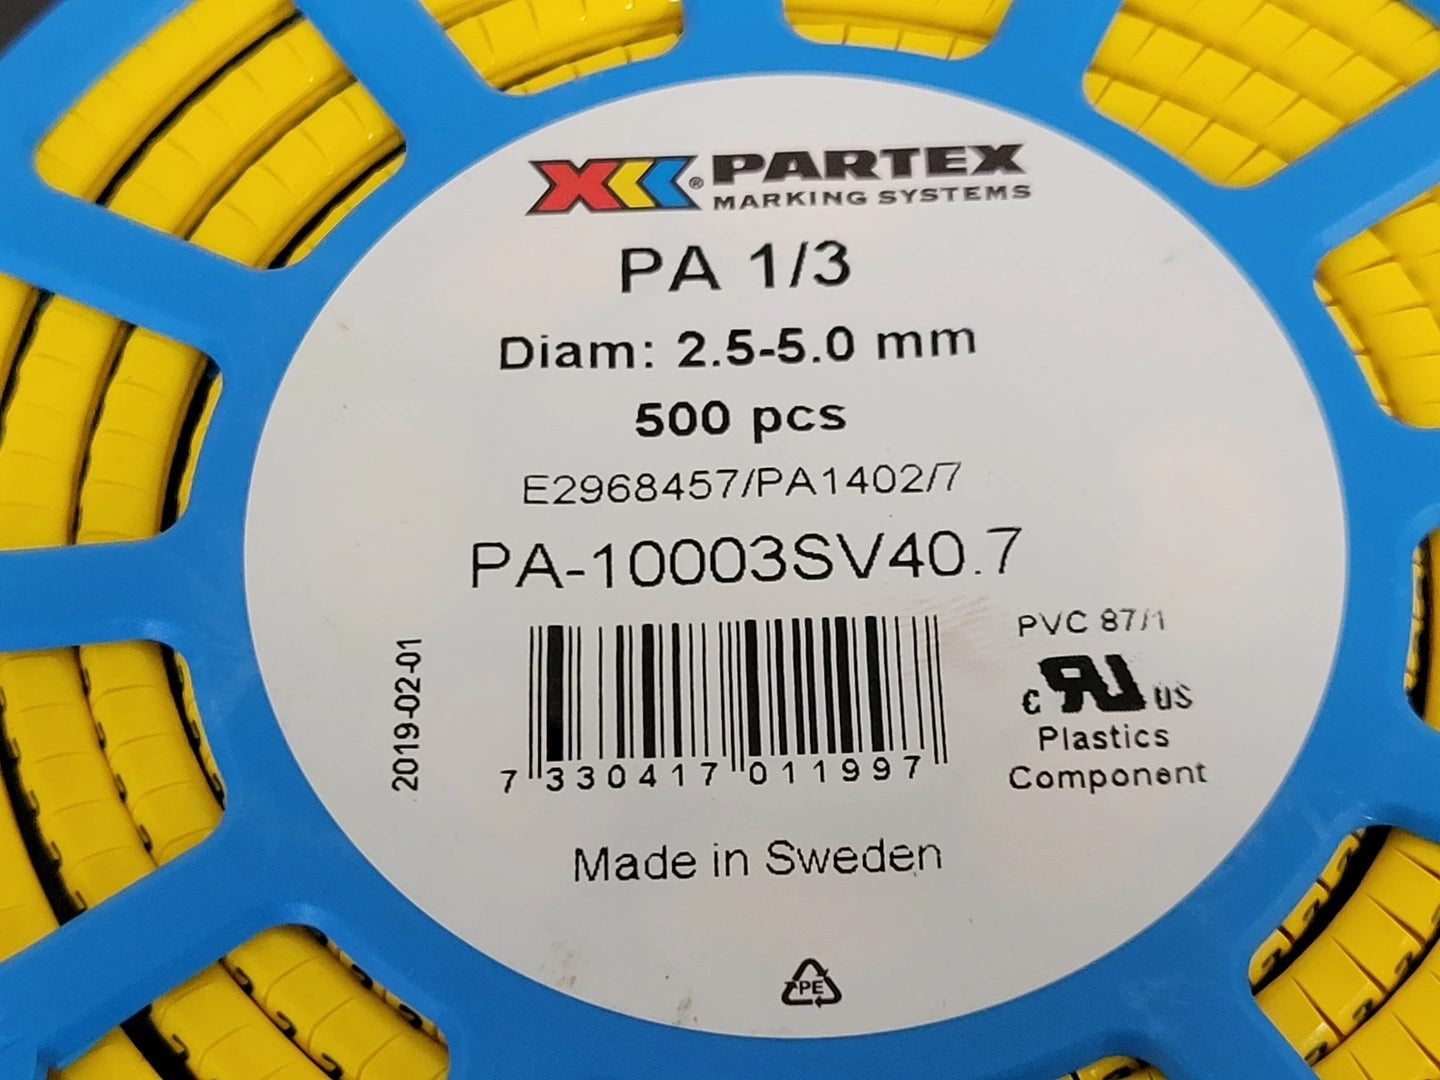 PARTEX
MARKING SYSTEMS
PA 1/3
Diam: 2.5-5.0 mm
500 pcs
E2968457/PA1402/7
PA-10003SV40.7
2019-02-01
7 330417 011997
PVC 87/1
c RU US
Plastics
Component
Made in Sweden
PE